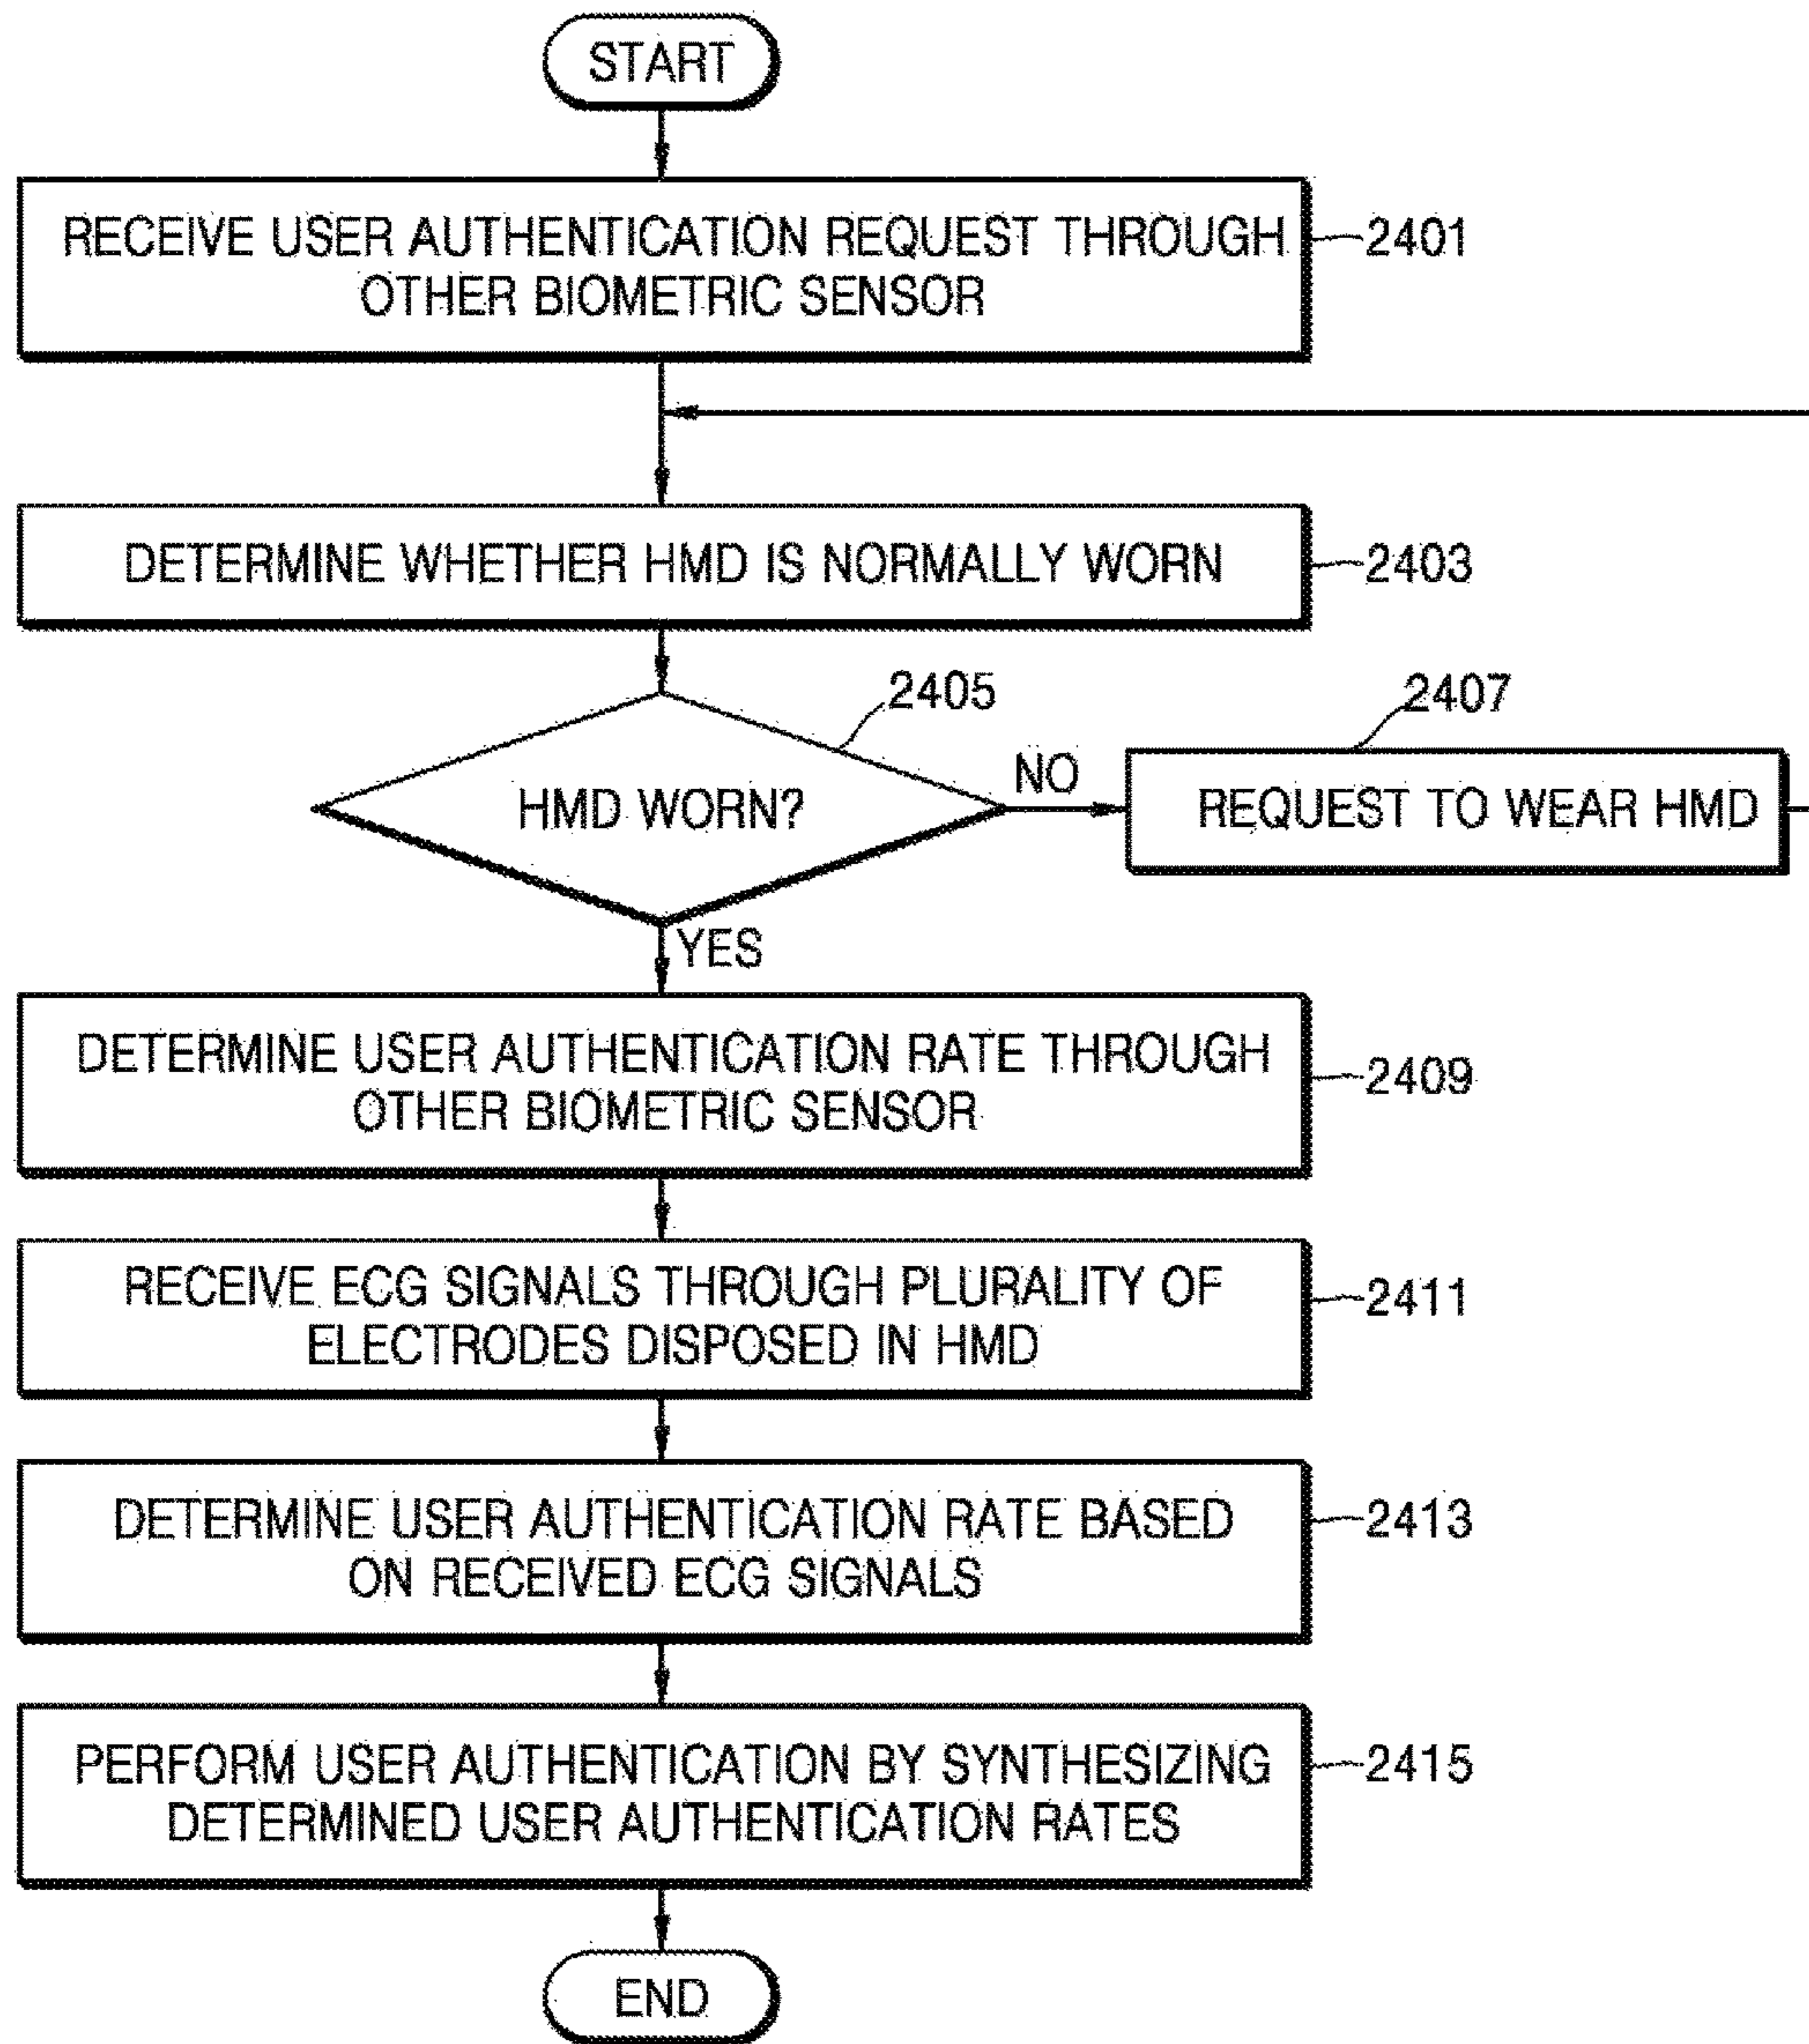 START
RECEIVE USER AUTHENTICATION REQUEST THROUGH
OTHER BIOMETRIC SENSOR
2401
DETERMINE WHETHER HMD IS NORMALLY WORN
2403
2405
2407
HMD WORN?
NO
REQUEST TO WEAR HMD
YES
DETERMINE USER AUTHENTICATION RATE THROUGH
OTHER BIOMETRIC SENSOR
2409
RECEIVE ECG SIGNALS THROUGH PLURALITY OF
ELECTRODES DISPOSED IN HMD
2411
DETERMINE USER AUTHENTICATION RATE BASED
ON RECEIVED ECG SIGNALS
2413
PERFORM USER AUTHENTICATION BY SYNTHESIZING
DETERMINED USER AUTHENTICATION RATES
2415
END